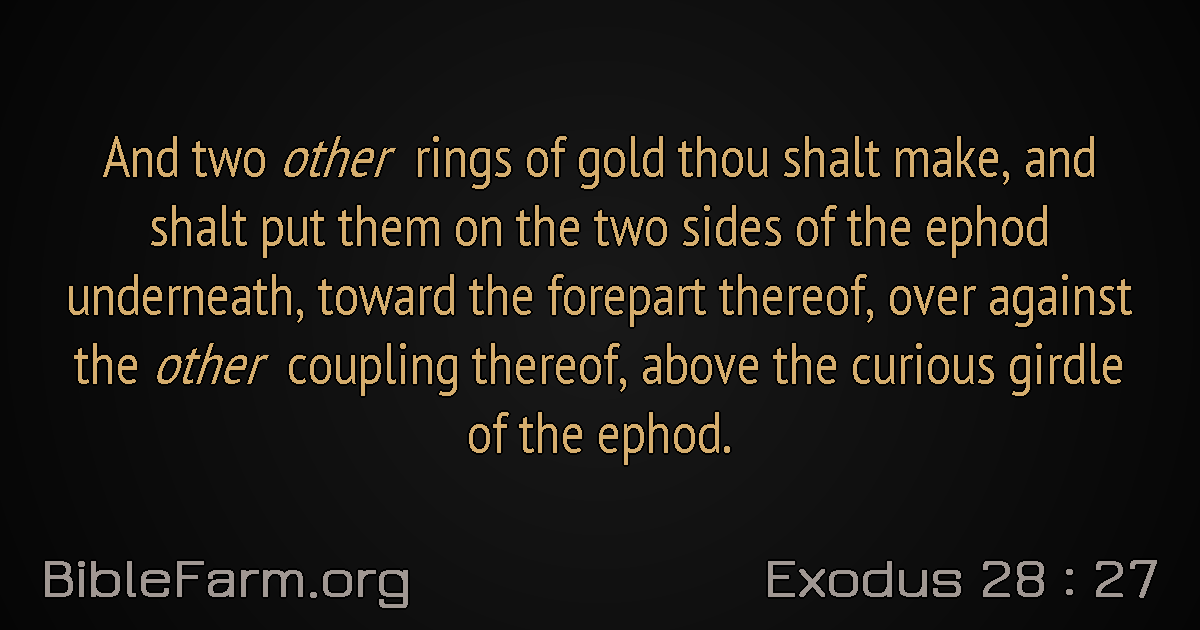 And two other rings of gold thou shalt make, and
shalt put them on the two sides of the ephod
underneath, toward the forepart thereof, over against
the other coupling thereof, above the curious girdle
of the ephod.
BibleFarm.org
Exodus 28 : 27